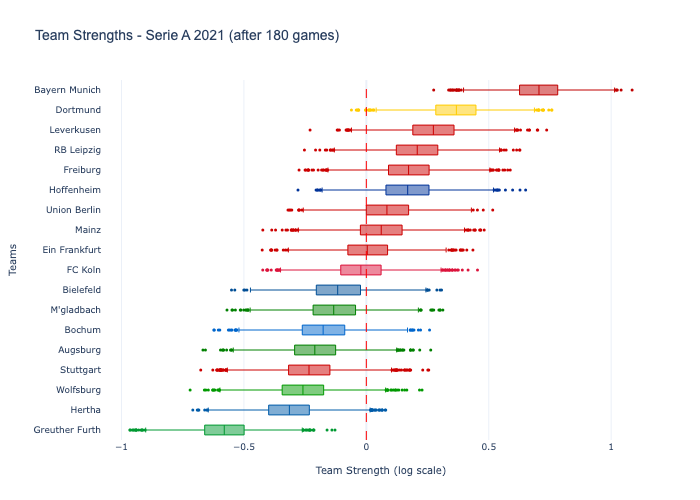 Team Strengths - Serie A 2021 (after 180 games)
Bayern Munich
Dortmund
Leverkusen
RB Leipzig
Freiburg
Hoffenheim
Union Berlin
Mainz
Ein Frankfurt
FC Koln
Bielefeld
M'gladbach
Bochum
Augsburg
Stuttgart
Wolfsburg
Hertha
Greuther Furth
Teams
−1 −0.5 0 0.5 1
Team Strength (log scale)